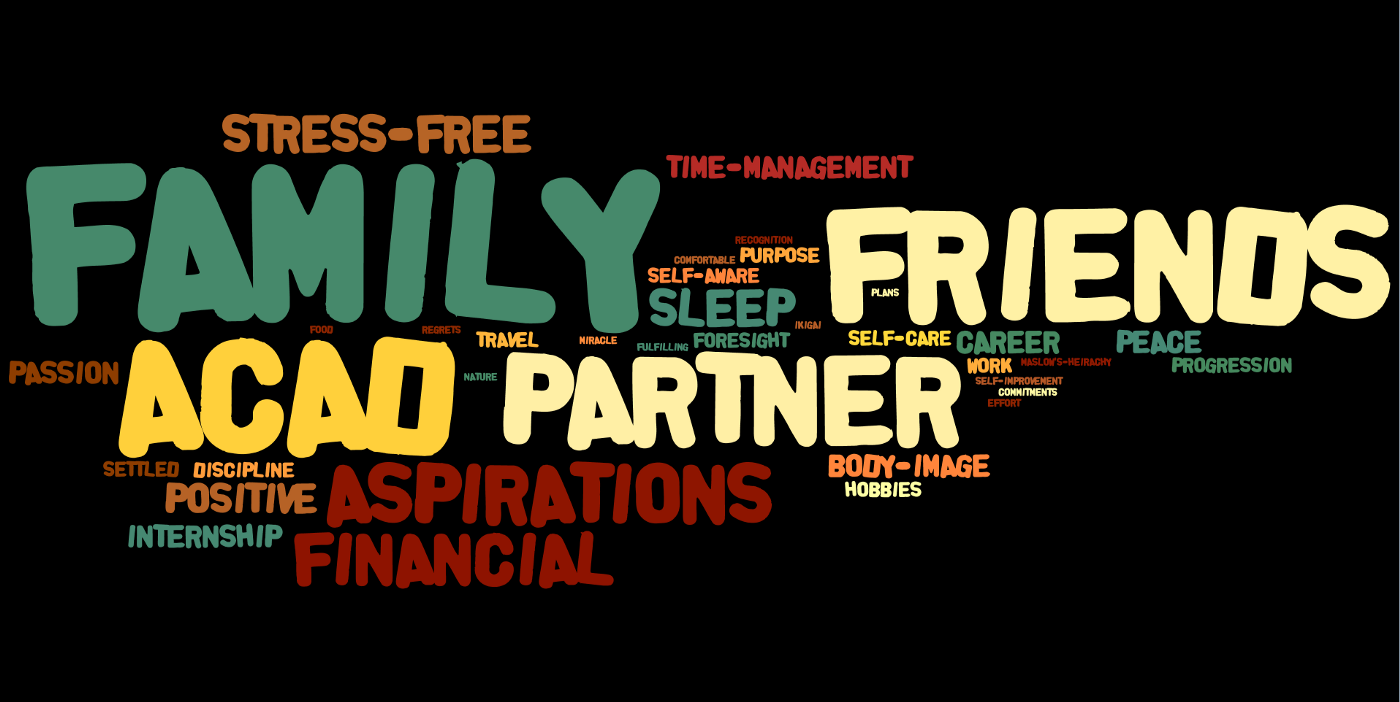 STRESS-FREE
TIME-MANAGEMENT
FAMILY
FRIENDS
RECOGNITION
COMFORTABLE
PURPOSE
SELF-AWARE
SLEEP
PLANS
IKIGAI
FOOD
REGRETS
TRAVEL
MIRACLE
FULFILLING
FORESIGHT
SELF-CARE
CAREER
PEACE
PASSION
ACAD
NATURE
PARTNER
WORK
MASLOW'S-HEIRACHY
PROGRESSION
SELF-IMPROVEMENT
COMMITMENTS
EFFORT
SETTLED
DISCIPLINE
POSITIVE
ASPIRATIONS
BODY-IMAGE
HOBBIES
INTERNSHIP
FINANCIAL